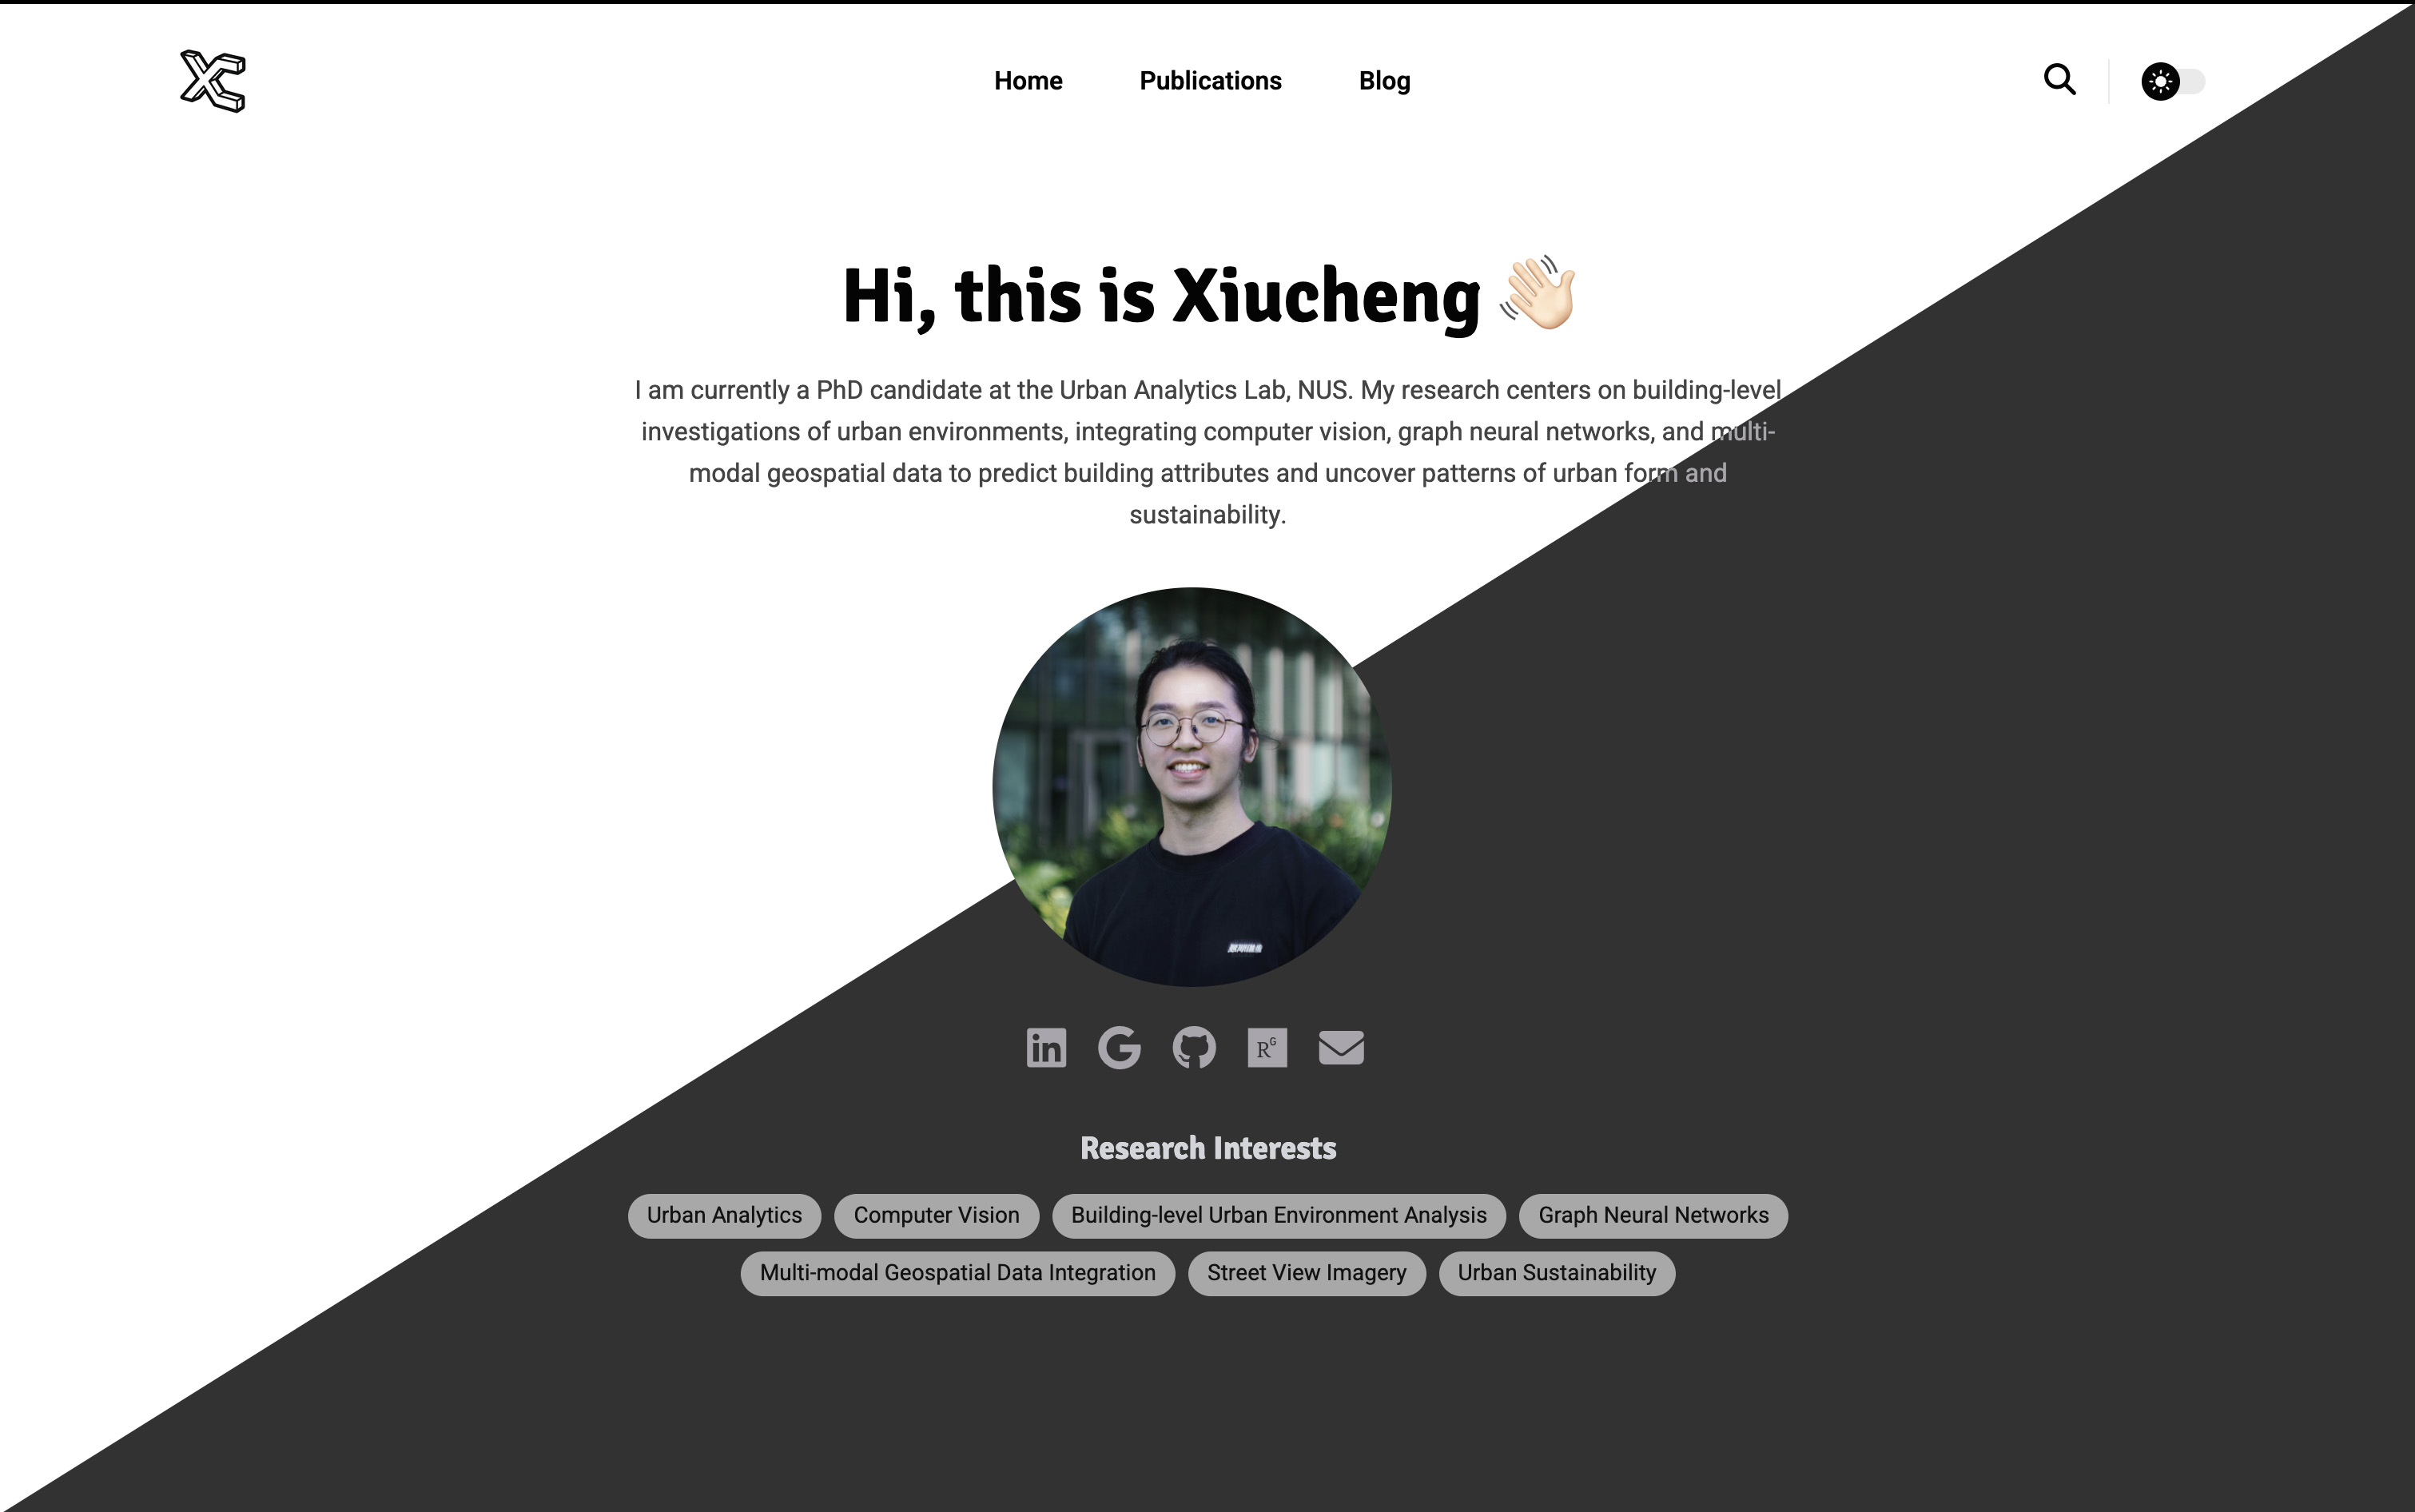 XC
Home Publications Blog
Hi, this is Xiucheng 👋🏻
I am currently a PhD candidate at the Urban Analytics Lab, NUS. My research centers on building-level
investigations of urban environments, integrating computer vision, graph neural networks, and multi-
modal geospatial data to predict building attributes and uncover patterns of urban form and
sustainability.
in G RG
Research Interests
Urban Analytics Computer Vision Building-level Urban Environment Analysis Graph Neural Networks
Multi-modal Geospatial Data Integration Street View Imagery Urban Sustainability